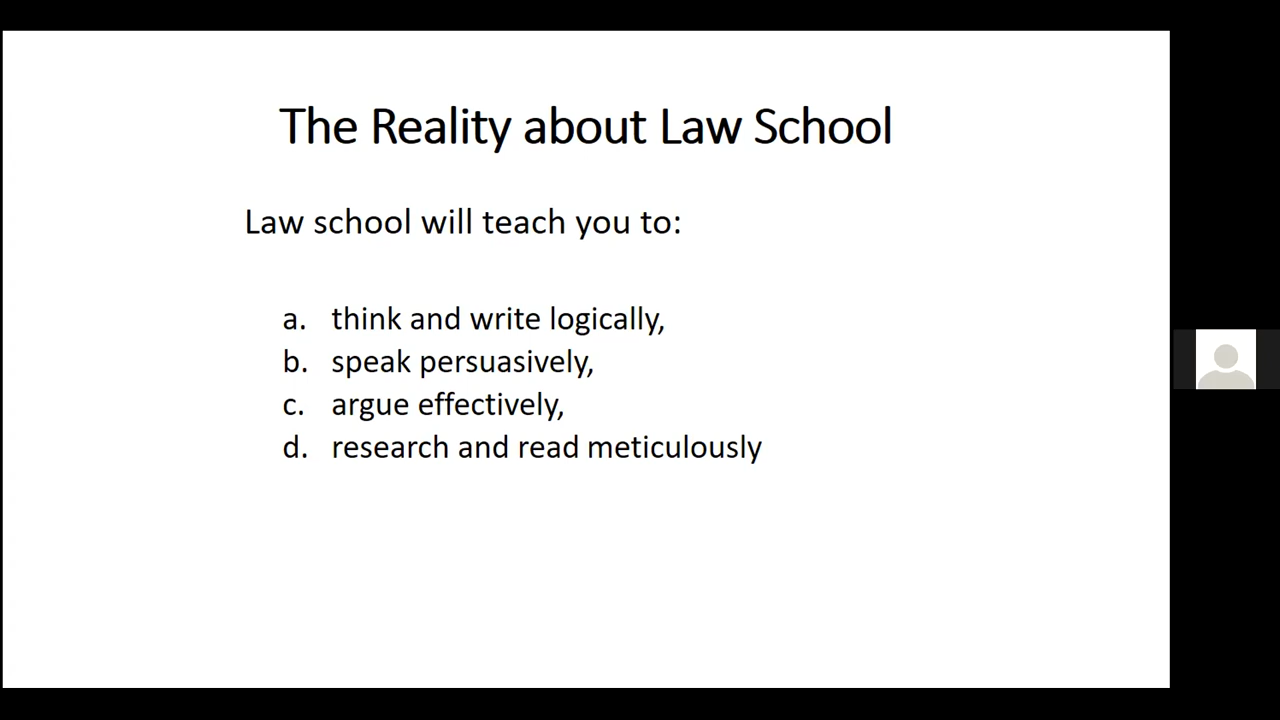 The Reality about Law School
Law school will teach you to:
a. think and write logically,
b. speak persuasively,
c. argue effectively,
d. research and read meticulously